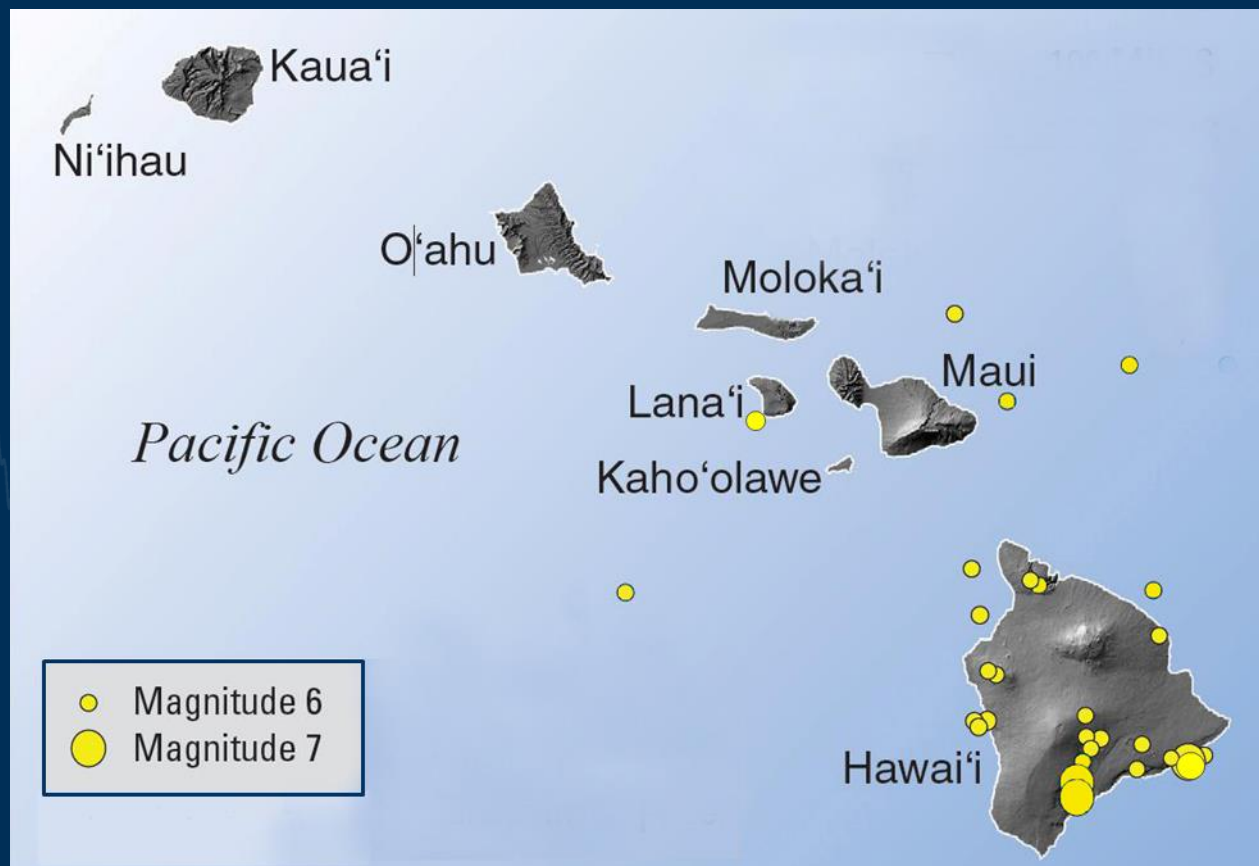 Kaua‘i
Ni‘ihau
O‘ahu
Moloka‘i
Maui
Lana‘i
Pacific Ocean
Kaho‘olawe
Hawai‘i
Magnitude 6
Magnitude 7